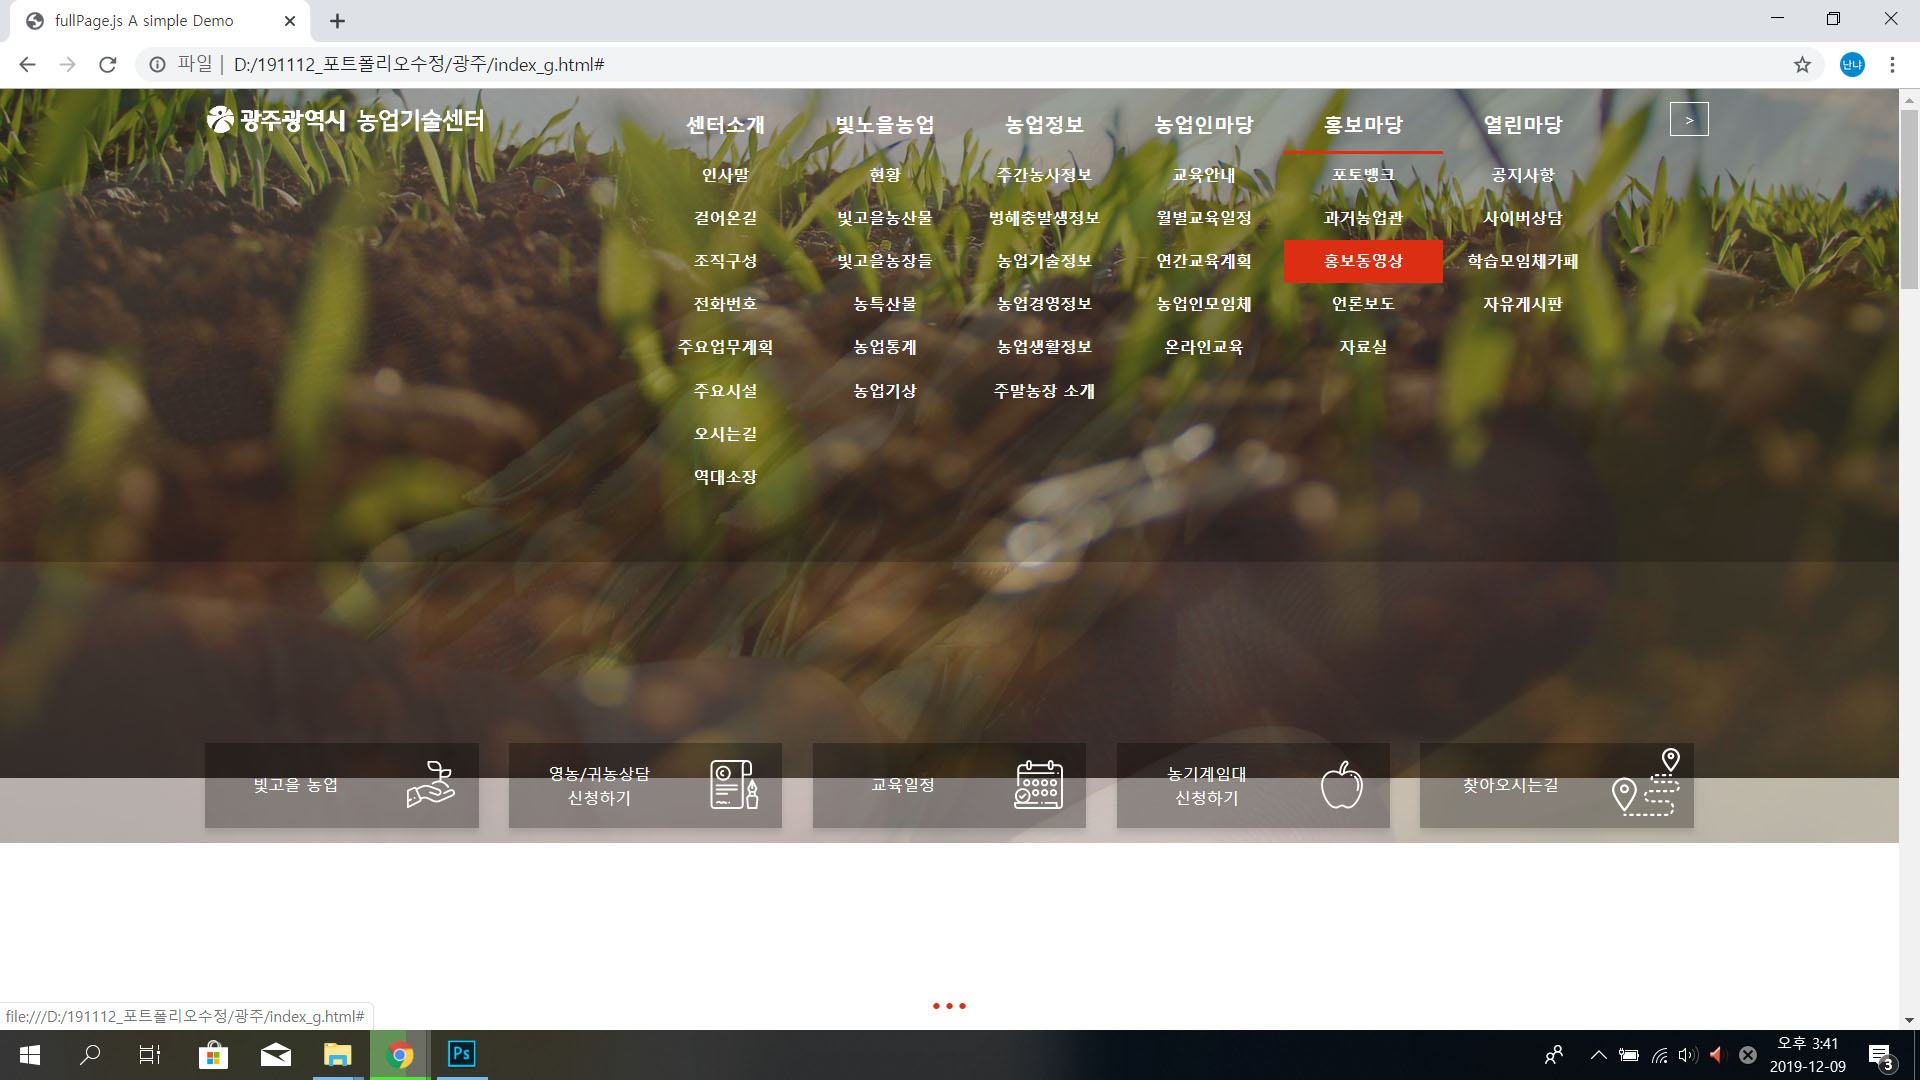 fullPage.js A simple Demo
파일 | D:/191112_포트폴리오수정/광주/index_g.html#
난나
광주광역시 농업기술센터
센터소개 빛노을농업 농업정보 농업인마당 홍보마당 열린마당 >
인사말 현황 주간농사정보 교육안내 포토뱅크 공지사항
걸어온길 빛고을농산물 병해충발생정보 월별교육일정 과거농업관 사이버상담
조직구성 빛고을농장들 농업기술정보 연간교육계획 홍보동영상 학습모임체카페
전화번호 농특산물 농업경영정보 농업인모임체 언론보도 자유게시판
주요업무계획 농업통계 농업생활정보 온라인교육 자료실
주요시설 농업기상 주말농장 소개
오시는길
역대소장
빛고을 농업
영농/귀농상담
신청하기
교육일정
농기계임대
신청하기
찾아오시는길
file:///D:/191112_포트폴리오수정/광주/index_g.html#
Ps
오후 3:41
2019-12-09
3